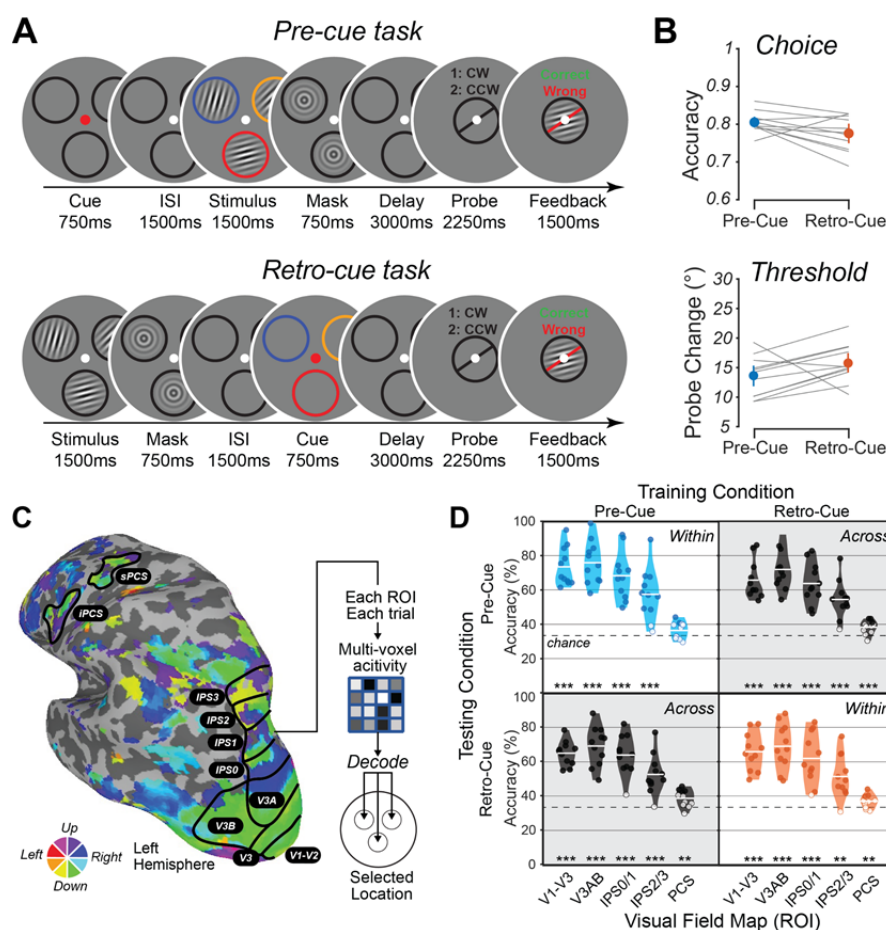 A
Pre-cue task
1: CW
2: CCW
Correct
Wrong
Cue
750ms
ISI
1500ms
Stimulus
1500ms
Mask
750ms
Delay
3000ms
Probe
2250ms
Feedback
1500ms
Retro-cue task
1: CW
2: CCW
Correct
Wrong
Stimulus
1500ms
Mask
750ms
ISI
1500ms
Cue
750ms
Delay
3000ms
Probe
2250ms
Feedback
1500ms
B
Choice
Accuracy
1
0.9
0.8
0.7
0.6
Pre-Cue
Retro-Cue
Threshold
Probe Change (°)
35
30
25
20
15
10
5
Pre-Cue
Retro-Cue
C
sPCS
iPCS
IPS3
IPS2
IPS1
IPS0
V3A
V3B
V3
V1-V2
Up
Left
Right
Down
Left
Hemisphere
Each ROI
Each trial
Multi-voxel
acitivity
Decode
Selected
Location
D
Training Condition
Pre-Cue
Retro-Cue
Testing Condition
Pre-Cue
Accuracy (%)
100
80
60
40
20
0
Within
chance
*** *** *** ***
Across
*** *** *** *** ***
Retro-Cue
Accuracy (%)
100
80
60
40
20
0
Across
*** *** *** *** **
Within
*** *** *** ** **
V1-V3
V3AB
IPS0/1
IPS2/3
PCS
V1-V3
V3AB
IPS0/1
IPS2/3
PCS
Visual Field Map (ROI)